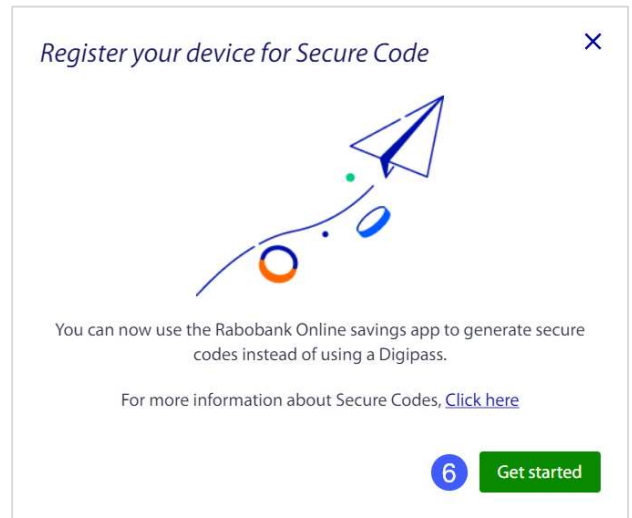 Register your device for Secure Code
You can now use the Rabobank Online savings app to generate secure
codes instead of using a Digipass.
For more information about Secure Codes, Click here
6
Get started